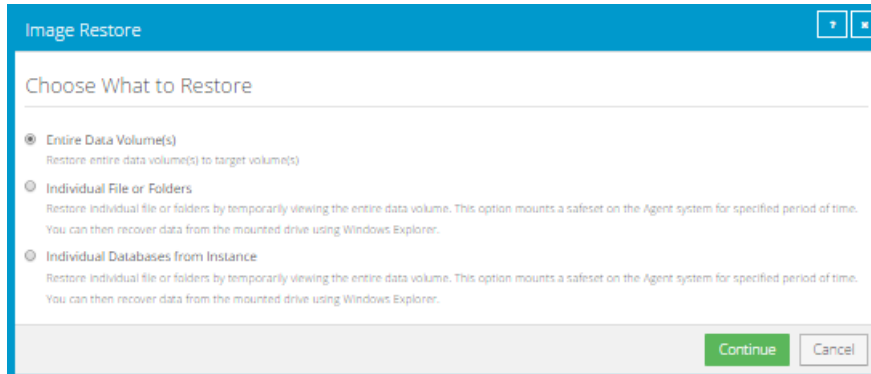 Image Restore
?
Choose What to Restore
Entire Data Volume(s)
Restore entire data volume(s) to target volume(s)
Individual File or Folders
Restore individual file or folders by temporarily viewing the entire data volume. This option mounts a safeset on the Agent system for specified period of time.
You can then recover data from the mounted drive using Windows Explorer.
Individual Databases from Instance
Restore individual file or folders by temporarily viewing the entire data volume. This option mounts a safeset on the Agent system for specified period of time.
You can then recover data from the mounted drive using Windows Explorer.
Continue Cancel